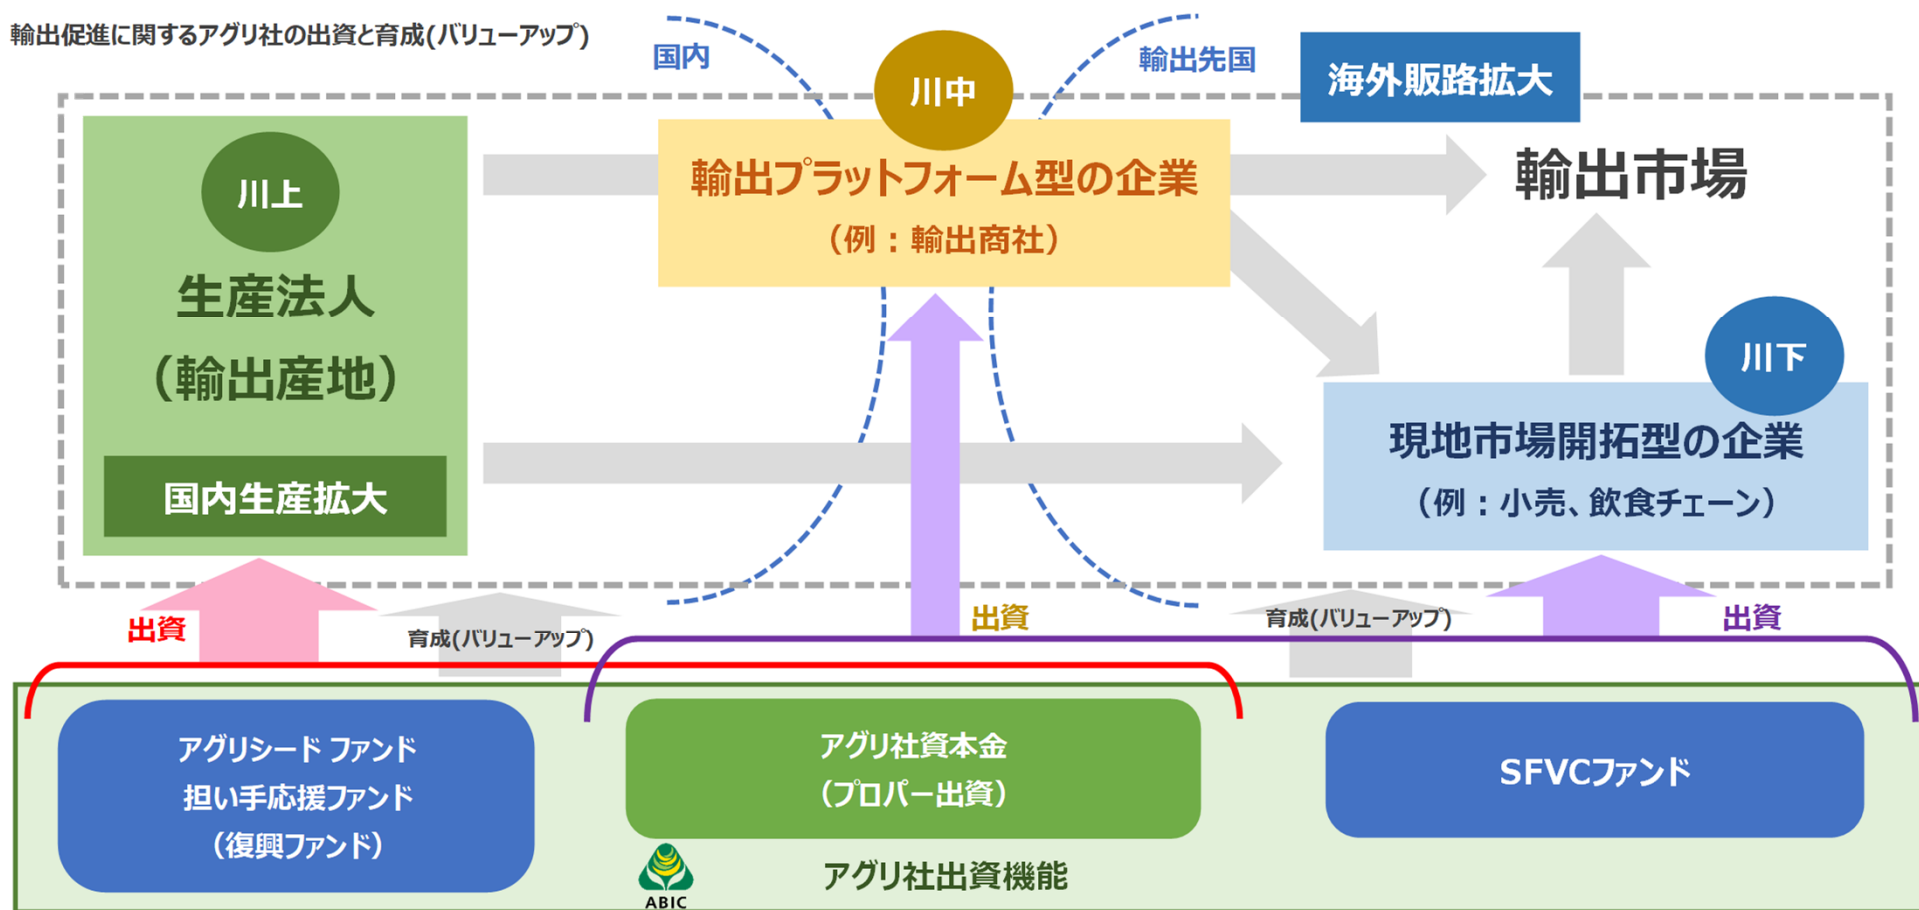 輸出促進に関するアグリ社の出資と育成(バリューアップ)
国内
川中
輸出先国
海外販路拡大
川上
輸出プラットフォーム型の企業
（例：輸出商社）
輸出市場
生産法人
（輸出産地）
国内生産拡大
川下
現地市場開拓型の企業
（例：小売、飲食チェーン）
出資
育成(バリューアップ)
出資
育成(バリューアップ)
出資
アグリシード ファンド
担い手応援ファンド
（復興ファンド）
アグリ社資本金
（プロパー出資）
SFVCファンド
ABIC
アグリ社出資機能